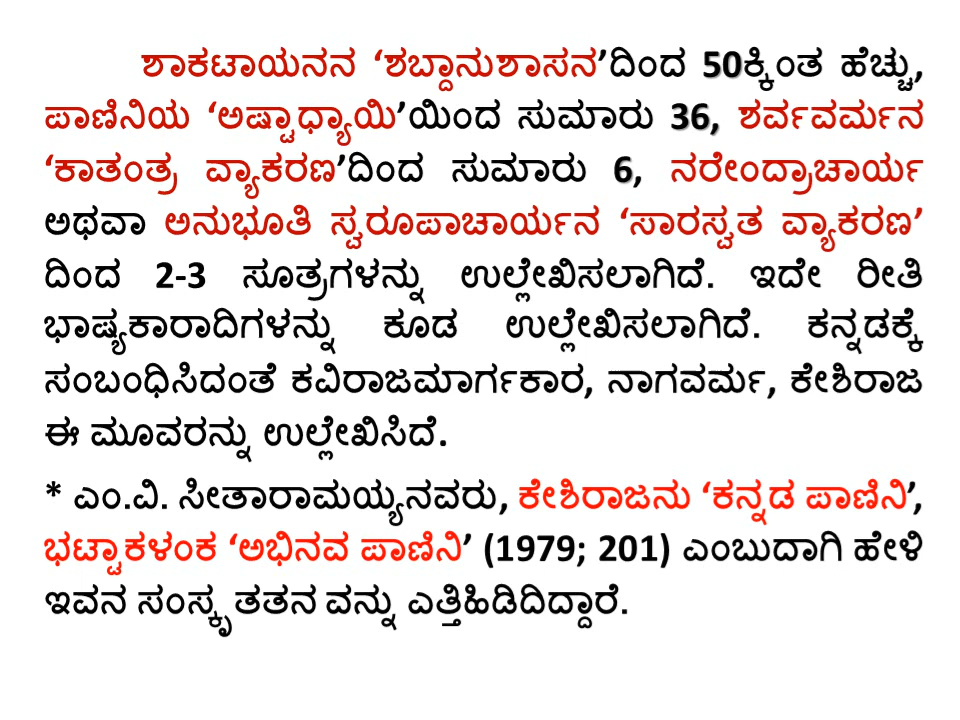 ಶಾಕಟಾಯನನ ‘ಶಬ್ದಾನುಶಾಸನ’ದಿಂದ 50ಕ್ಕಿಂತ ಹೆಚ್ಚು,
ಪಾಣಿನಿಯ ‘ಅಷ್ಟಾಧ್ಯಾಯಿ’ಯಿಂದ ಸುಮಾರು 36, ಶರ್ವವರ್ಮನ
‘ಕಾತಂತ್ರ ವ್ಯಾಕರಣ’ದಿಂದ ಸುಮಾರು 6, ನರೇಂದ್ರಾಚಾರ್ಯ
ಅಥವಾ ಅನುಭೂತಿ ಸ್ವರೂಪಾಚಾರ್ಯನ ‘ಸಾರಸ್ವತ ವ್ಯಾಕರಣ’
ದಿಂದ 2-3 ಸೂತ್ರಗಳನ್ನು ಉಲ್ಲೇಖಿಸಲಾಗಿದೆ. ಇದೇ ರೀತಿ
ಭಾಷ್ಯಕಾರಾದಿಗಳನ್ನು ಕೂಡ ಉಲ್ಲೇಖಿಸಲಾಗಿದೆ. ಕನ್ನಡಕ್ಕೆ
ಸಂಬಂಧಿಸಿದಂತೆ ಕವಿರಾಜಮಾರ್ಗಕಾರ, ನಾಗವರ್ಮ, ಕೇಶಿರಾಜ
ಈ ಮೂವರನ್ನು ಉಲ್ಲೇಖಿಸಿದೆ.
* ಎಂ.ವಿ. ಸೀತಾರಾಮಯ್ಯನವರು, ಕೇಶಿರಾಜನು ‘ಕನ್ನಡ ಪಾಣಿನಿ’,
ಭಟ್ಟಾಕಳಂಕ ‘ಅಭಿನವ ಪಾಣಿನಿ’ (1979; 201) ಎಂಬುದಾಗಿ ಹೇಳಿ
ಇವನ ಸಂಸ್ಕೃತತನ ವನ್ನು ಎತ್ತಿಹಿಡಿದಿದ್ದಾರೆ.